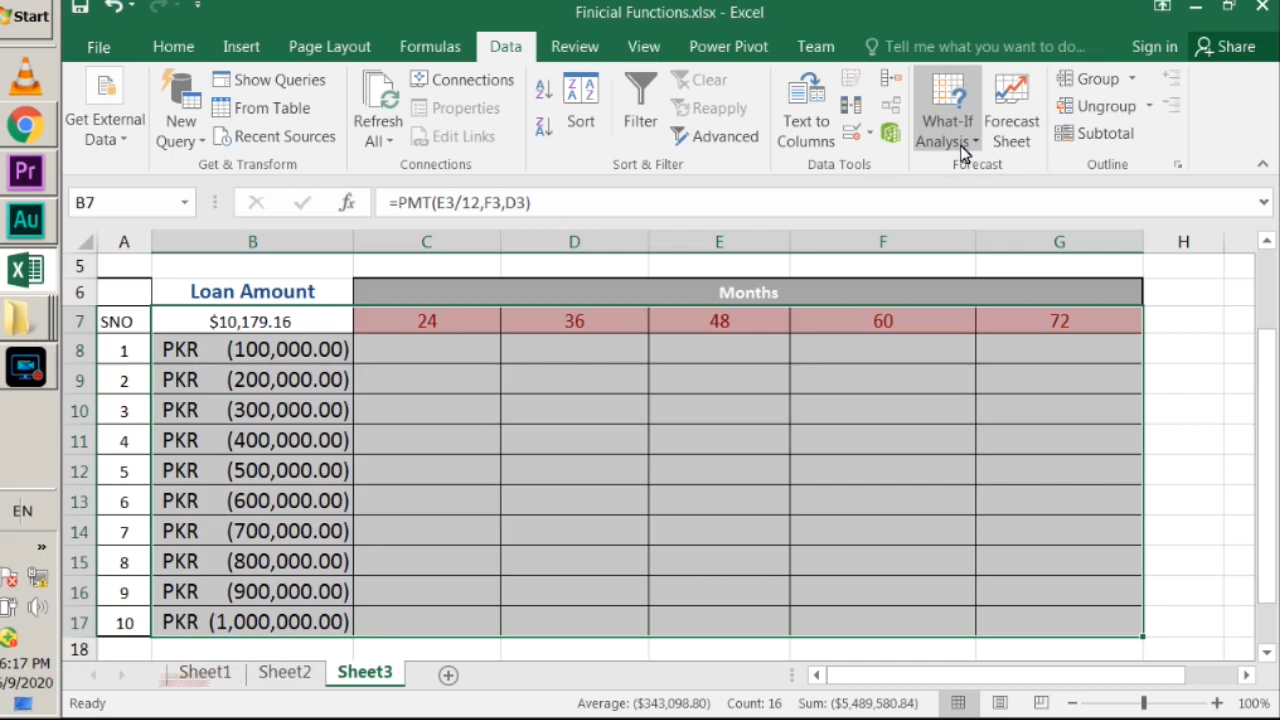 Start
Finicial Functions.xlsx - Excel
File Home Insert Page Layout Formulas Data Review View Power Pivot Team Tell me what you want to do... Sign in Share
Get External Data
New Query
Show Queries
From Table
Recent Sources
Get & Transform
Refresh All
Connections
Properties
Edit Links
Connections
Sort
Filter
Clear
Reapply
Advanced
Sort & Filter
Text to Columns
Data Tools
What-If Analysis
Forecast Sheet
Forecast
Group
Ungroup
Subtotal
Outline
B7 fx =PMT(E3/12,F3,D3)
A B C D E F G H
5
6 Loan Amount Months
7 SNO $10,179.16 24 36 48 60 72
8 1 PKR (100,000.00)
9 2 PKR (200,000.00)
10 3 PKR (300,000.00)
11 4 PKR (400,000.00)
12 5 PKR (500,000.00)
13 6 PKR (600,000.00)
14 7 PKR (700,000.00)
15 8 PKR (800,000.00)
16 9 PKR (900,000.00)
17 10 PKR (1,000,000.00)
18
Sheet1 Sheet2 Sheet3
Ready Average: ($343,098.80) Count: 16 Sum: ($5,489,580.84) 100%
Pr
Au
EN
6:17 PM
6/9/2020